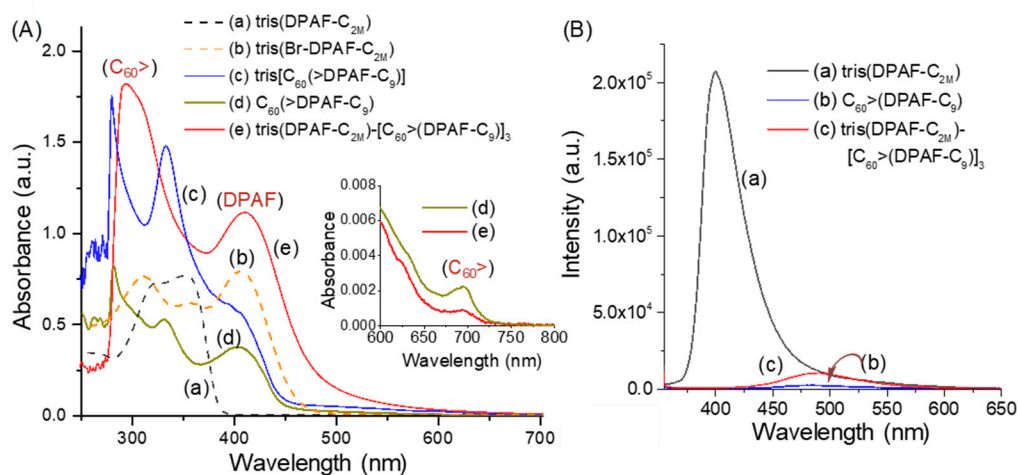 (A)
(a) tris(DPAF-C2M)
(b) tris(Br-DPAF-C2M)
(c) tris[C60(>DPAF-C9)]
(d) C60(>DPAF-C9)
(e) tris(DPAF-C2M)-[C60>(DPAF-C9)]3
(C60>)
(c)
(DPAF)
(b)
(e)
(d)
(a)
2.0
1.5
1.0
0.5
0.0
Absorbance (a.u.)
300 400 500 600 700
Wavelength (nm)
0.008
0.006
0.004
0.002
0.000
Absorbance
(d)
(e)
(C60>)
600 650 700 750 800
Wavelength (nm)
(B)
(a) tris(DPAF-C2M)
(b) C60>(DPAF-C9)
(c) tris(DPAF-C2M)-
[C60>(DPAF-C9)]3
(a)
(c)
(b)
2.0x10^5
1.5x10^5
1.0x10^5
5.0x10^4
0.0
Intensity (a.u.)
400 450 500 550 600 650
Wavelength (nm)